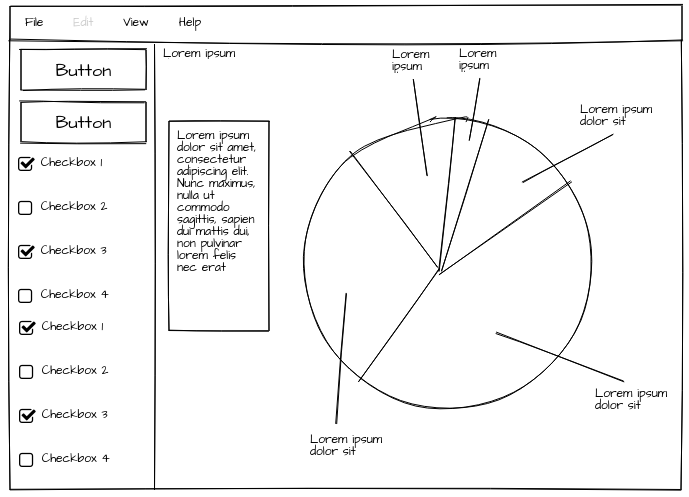 File Edit View Help
Button
Button
Checkbox 1
Checkbox 2
Checkbox 3
Checkbox 4
Checkbox 1
Checkbox 2
Checkbox 3
Checkbox 4
Lorem ipsum
Lorem ipsum
dolor sit amet,
consectetur
adipiscing elit.
Nunc maximus,
nulla ut
commodo
sagittis, sapien
dui mattis dui,
non pulvinar
lorem felis
nec erat
Lorem
ipsum
Lorem
ipsum
Lorem ipsum
dolor sit
Lorem ipsum
dolor sit
Lorem ipsum
dolor sit